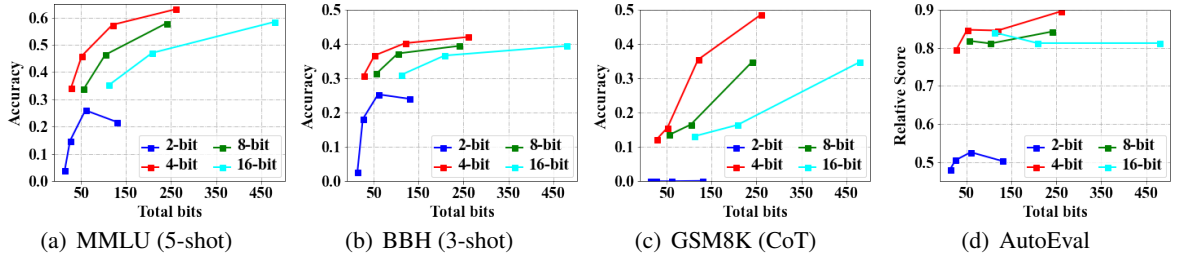 0.6
0.5
0.4
0.3
0.2
0.1
0.0
Accuracy
50 150 250 350 450
Total bits
2-bit 8-bit
4-bit 16-bit
(a) MMLU (5-shot)
0.5
0.4
0.3
0.2
0.1
0.0
Accuracy
50 150 250 350 450
Total bits
2-bit 8-bit
4-bit 16-bit
(b) BBH (3-shot)
0.5
0.4
0.3
0.2
0.1
0.0
Accuracy
50 150 250 350 450
Total bits
2-bit 8-bit
4-bit 16-bit
(c) GSM8K (CoT)
0.9
0.8
0.7
0.6
0.5
Relative Score
50 150 250 350 450
Total bits
2-bit 8-bit
4-bit 16-bit
(d) AutoEval